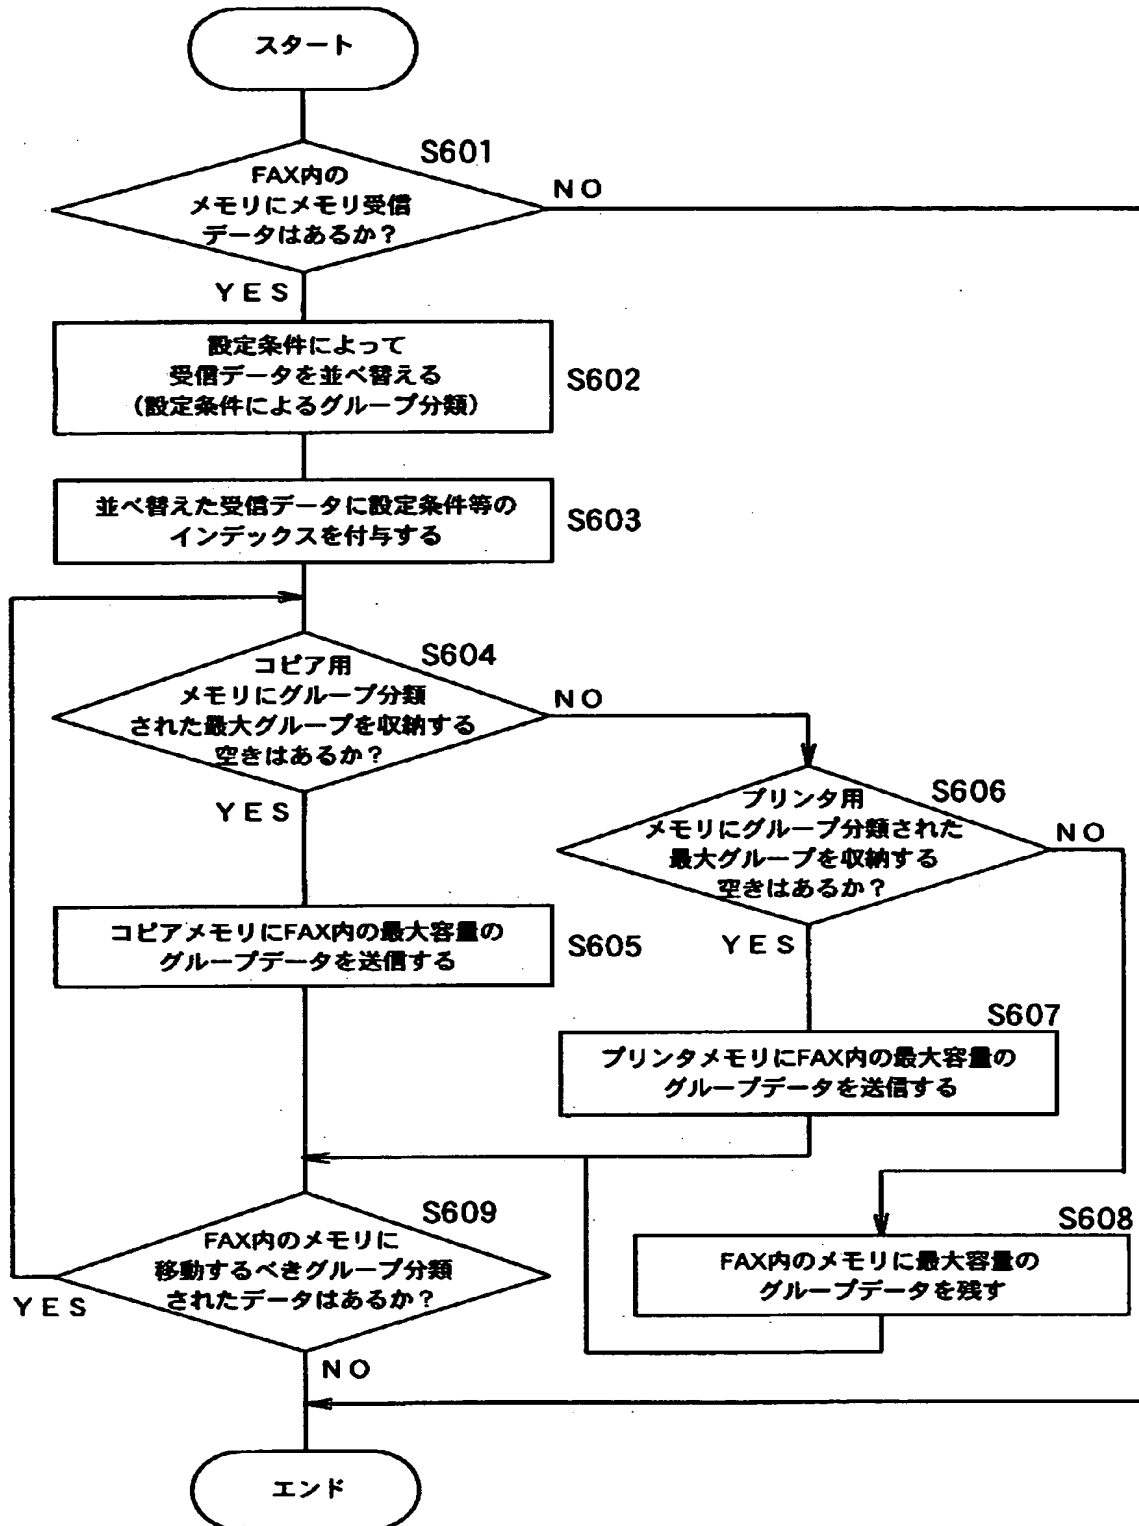 スタート
S601
FAX内の
メモリにメモリ受信
データはあるか？
NO
YES
設定条件によって
受信データを並べ替える
（設定条件によるグループ分類）
S602
並べ替えた受信データに設定条件等の
インデックスを付与する
S603
S604
コピア用
メモリにグループ分類
された最大グループを収納する
空きはあるか？
NO
YES
S606
プリンタ用
メモリにグループ分類された
最大グループを収納する
空きはあるか？
NO
YES
コピアメモリにFAX内の最大容量の
グループデータを送信する
S605
S607
プリンタメモリにFAX内の最大容量の
グループデータを送信する
S609
FAX内のメモリに
移動するべきグループ分類
されたデータはあるか？
YES
NO
S608
FAX内のメモリに最大容量の
グループデータを残す
エンド